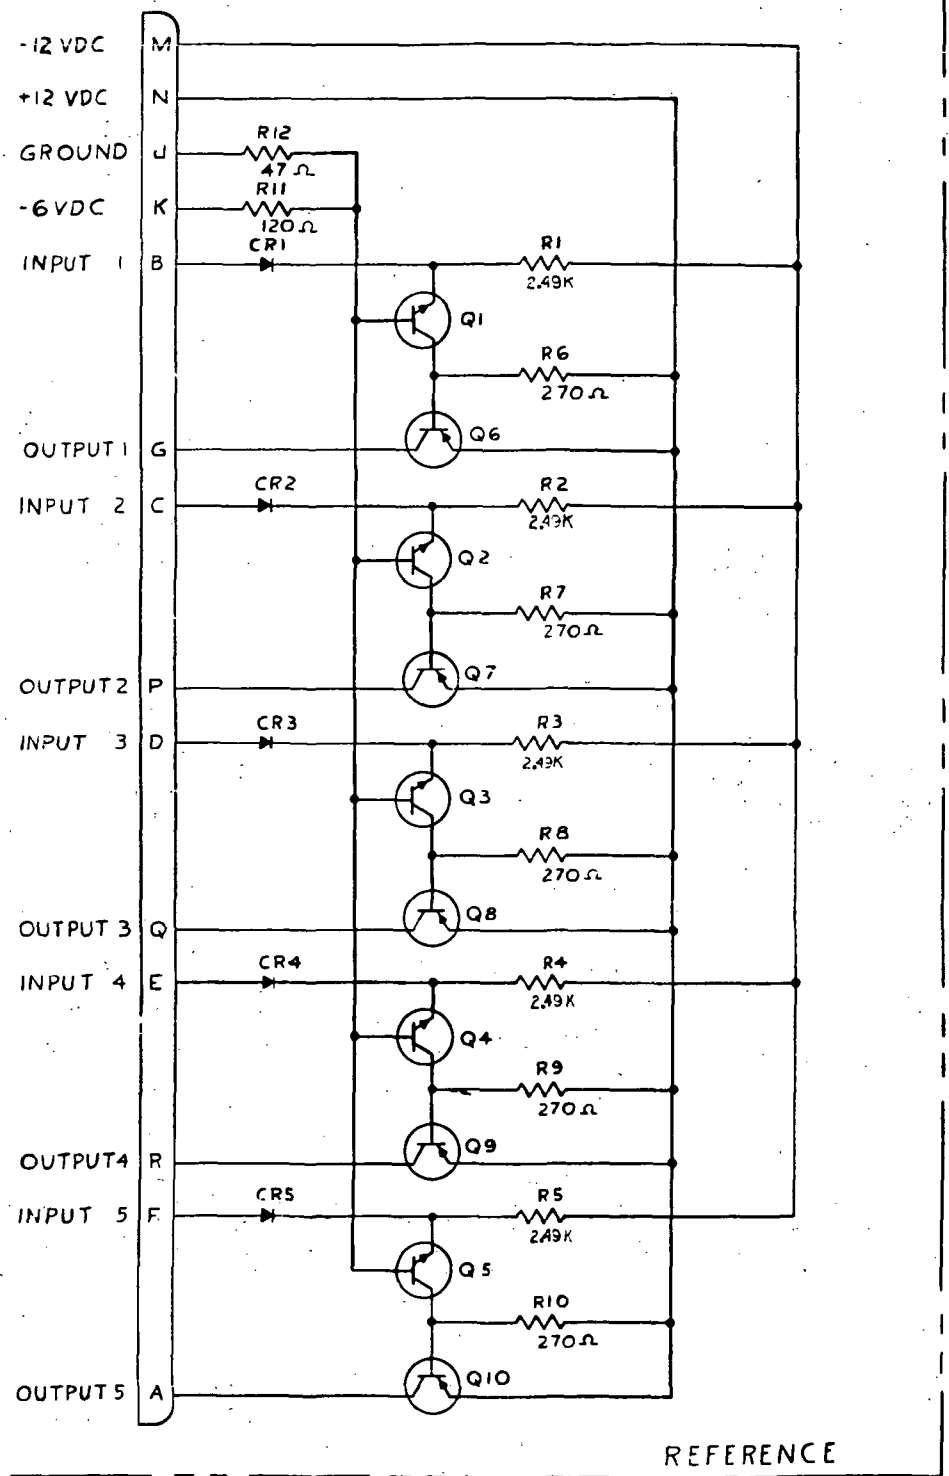 -12 VDC M
+12 VDC N
R12
GROUND J
47 Ω
R11
-6 VDC K
120 Ω
CR1 R1
INPUT 1 B
2.49K
Q1
R6
270 Ω
Q6
OUTPUT 1 G
CR2 R2
INPUT 2 C
2.49K
Q2
R7
270 Ω
Q7
OUTPUT 2 P
CR3 R3
INPUT 3 D
2.49K
Q3
R8
270 Ω
Q8
OUTPUT 3 Q
CR4 R4
INPUT 4 E
2.49K
Q4
R9
270 Ω
Q9
OUTPUT 4 R
CR5 R5
INPUT 5 F
2.49K
Q5
R10
270 Ω
Q10
OUTPUT 5 A
REFERENCE